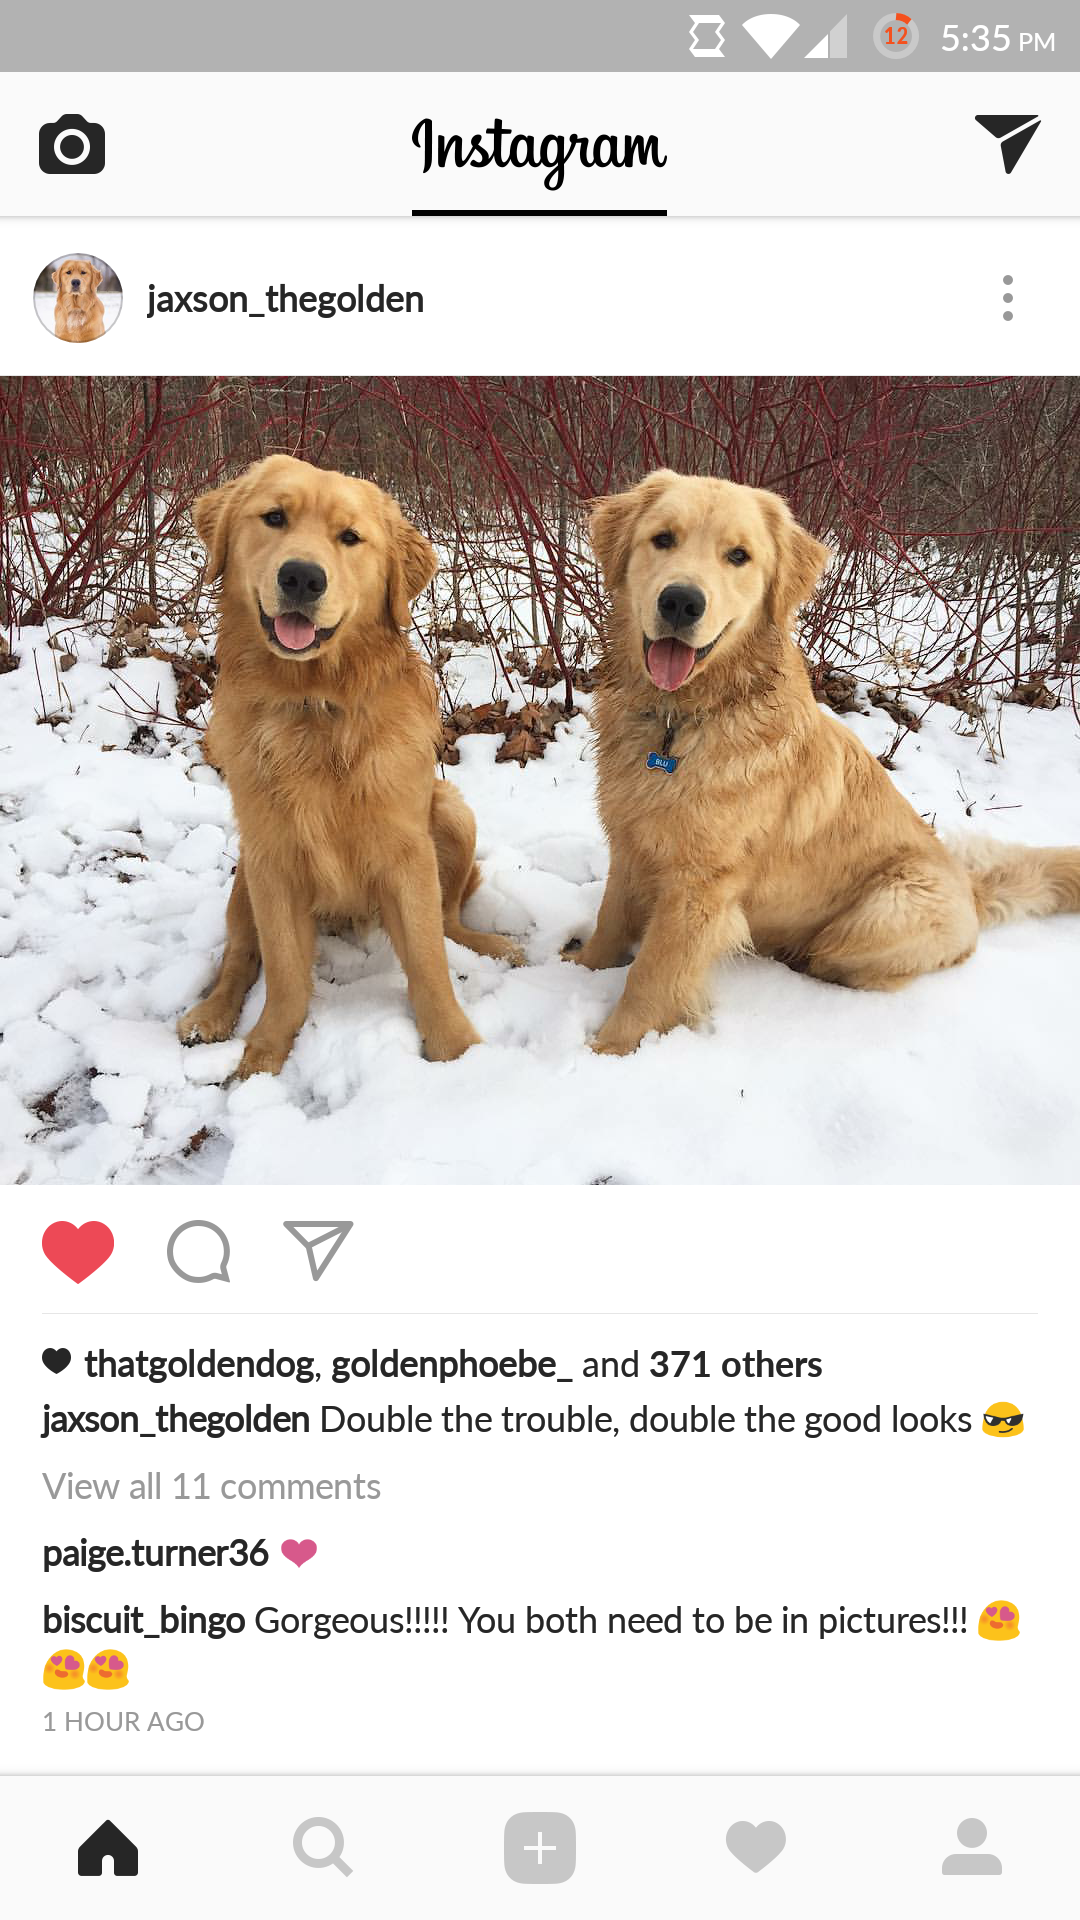 12 5:35 PM
Instagram
jaxson_thegolden
BLU
thatgoldendog, goldenphoebe_ and 371 others
jaxson_thegolden Double the trouble, double the good looks 😎
View all 11 comments
paige.turner36 ❤
biscuit_bingo Gorgeous!!!!! You both need to be in pictures!!! 😍
😍😍
1 HOUR AGO